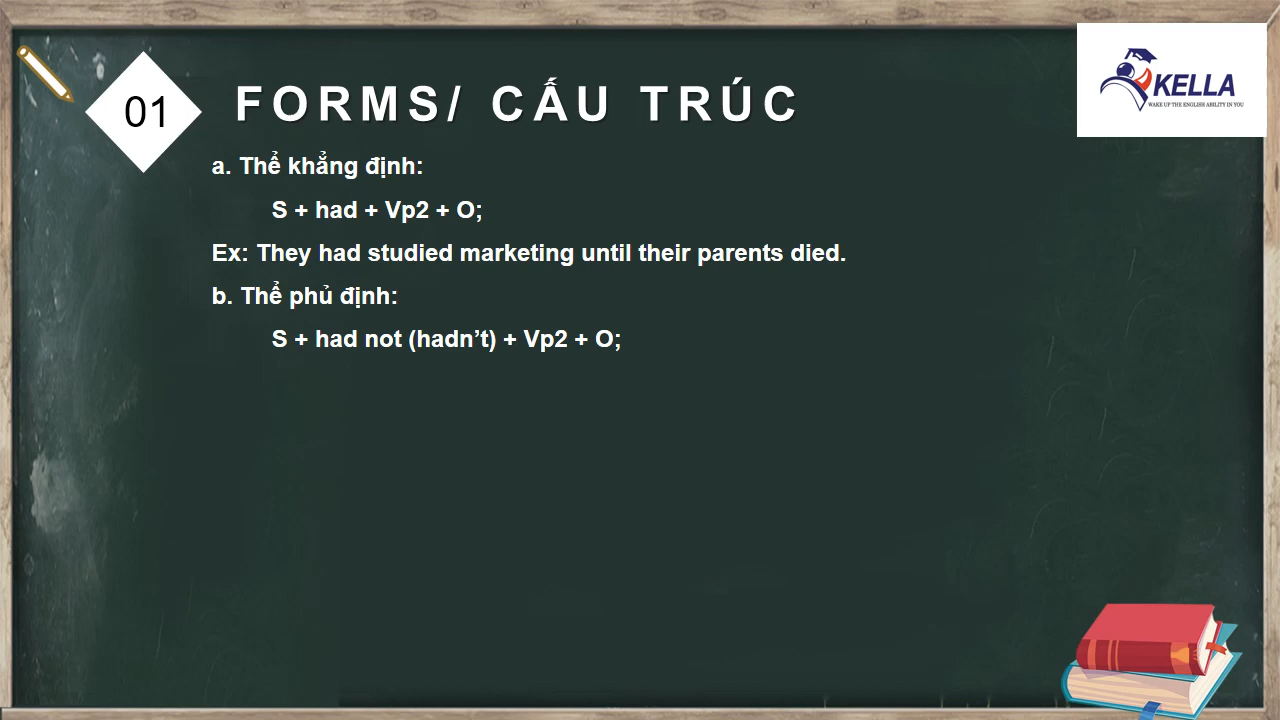 01
FORMS/ CẤU TRÚC
KELLA
WAKE UP THE ENGLISH ABILITY IN YOU
a. Thể khẳng định:
S + had + Vp2 + O;
Ex: They had studied marketing until their parents died.
b. Thể phủ định:
S + had not (hadn’t) + Vp2 + O;